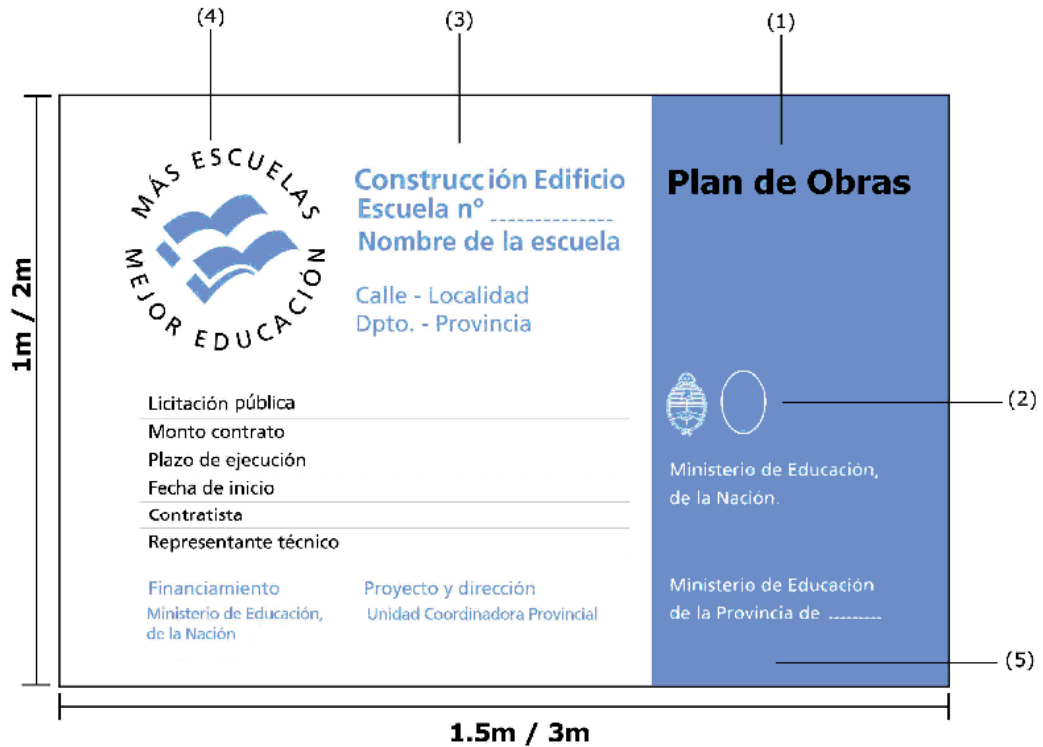 (4)
(3)
(1)
MÁS ESCUELAS
MEJOR EDUCACIÓN
Construcción Edificio
Escuela nº ..............
Nombre de la escuela
Calle - Localidad
Dpto. - Provincia
Plan de Obras
1m / 2m
(2)
Licitación pública
Monto contrato
Plazo de ejecución
Fecha de inicio
Contratista
Representante técnico
Ministerio de Educación,
de la Nación.
Financiamiento
Ministerio de Educación,
de la Nación
Proyecto y dirección
Unidad Coordinadora Provincial
Ministerio de Educación
de la Provincia de .........
(5)
1.5m / 3m